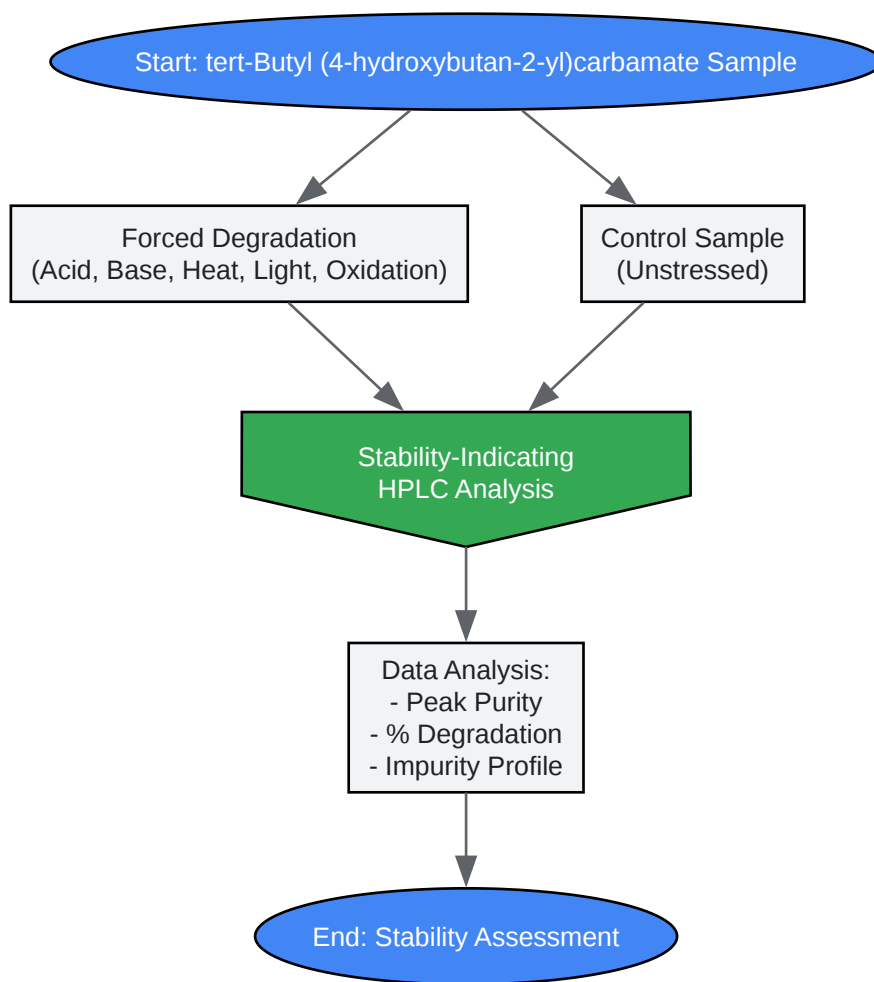 Start: tert-Butyl (4-hydroxybutan-2-yl)carbamate Sample
Forced Degradation
(Acid, Base, Heat, Light, Oxidation)
Control Sample
(Unstressed)
Stability-Indicating
HPLC Analysis
Data Analysis:
- Peak Purity
- % Degradation
- Impurity Profile
End: Stability Assessment